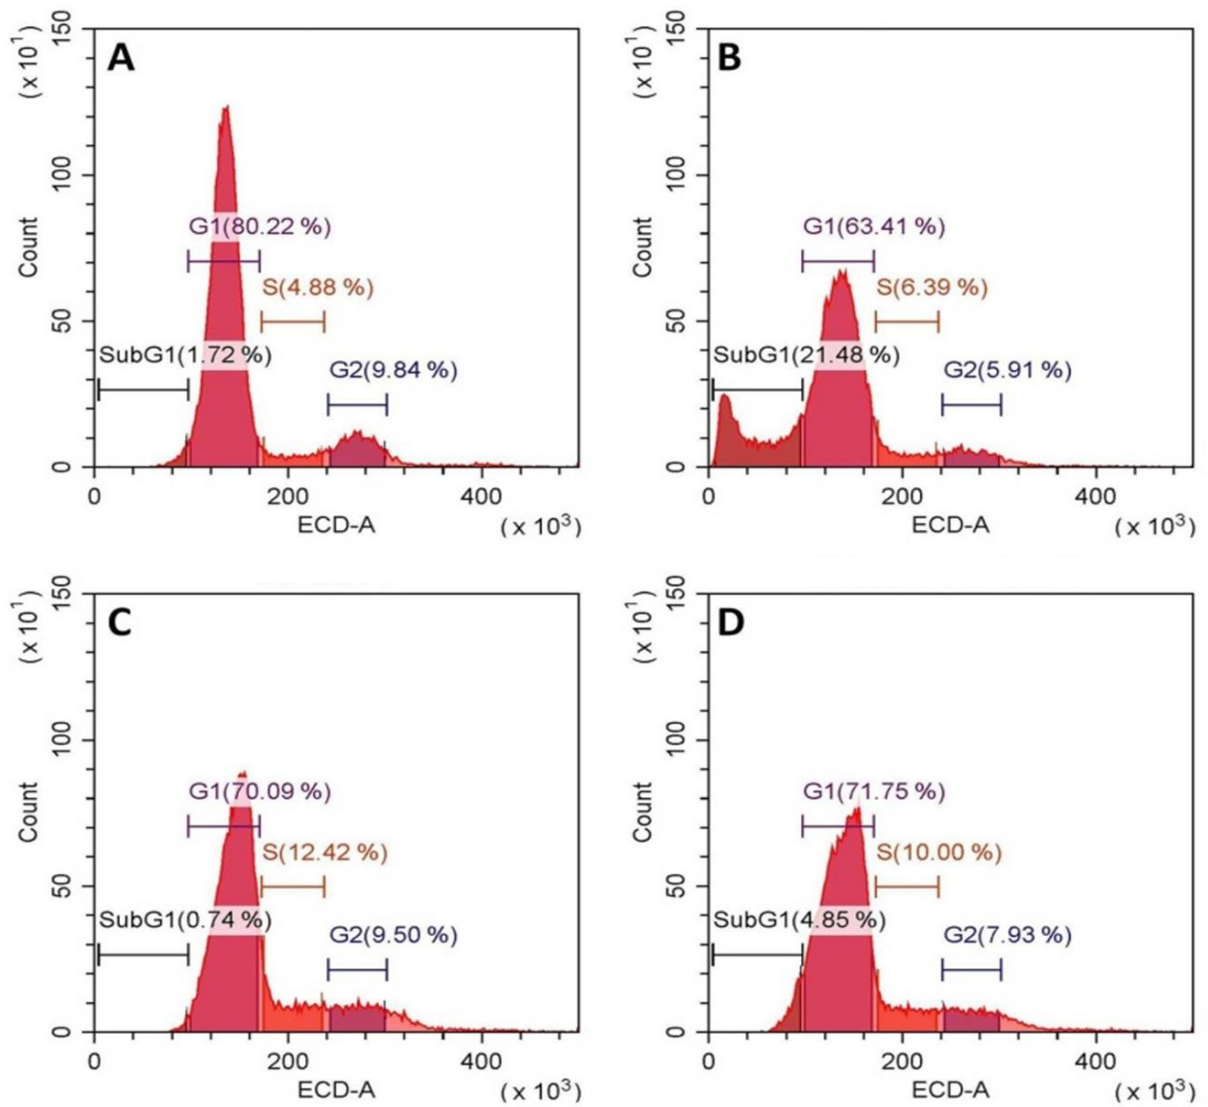 A
(x 10¹)
Count
150
100
50
0
G1(80.22 %)
S(4.88 %)
SubG1(1.72 %)
G2(9.84 %)
0 200 400
ECD-A (x 10³)
B
(x 10¹)
Count
150
100
50
0
G1(63.41 %)
S(6.39 %)
SubG1(21.48 %)
G2(5.91 %)
0 200 400
ECD-A (x 10³)
C
(x 10¹)
Count
150
100
50
0
G1(70.09 %)
S(12.42 %)
SubG1(0.74 %)
G2(9.50 %)
0 200 400
ECD-A (x 10³)
D
(x 10¹)
Count
150
100
50
0
G1(71.75 %)
S(10.00 %)
SubG1(4.85 %)
G2(7.93 %)
0 200 400
ECD-A (x 10³)